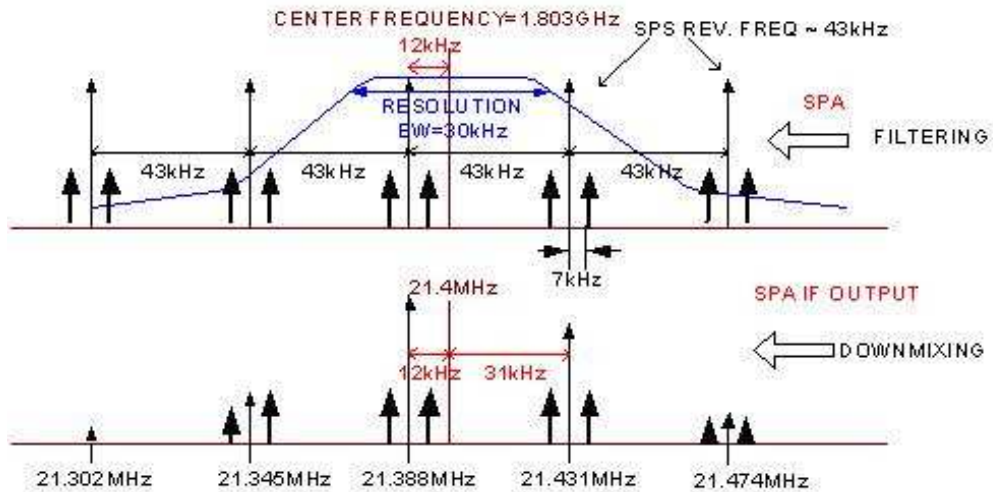 CENTER FREQUENCY=1.803GHz
12kHz
SPS REV. FREQ ~ 43kHz
RESOLUTION
BW=30kHz
SPA
FILTERING
43kHz
43kHz
43kHz
43kHz
7kHz
21.4MHz
SPA IF OUTPUT
DOWNMIXING
12kHz
31kHz
21.302MHz
21.345MHz
21.388MHz
21.431MHz
21.474MHz